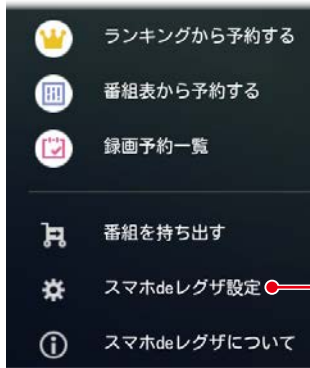 ランキングから予約する
番組表から予約する
録画予約一覧
番組を持ち出す
スマホdeレグザ設定
スマホdeレグザについて